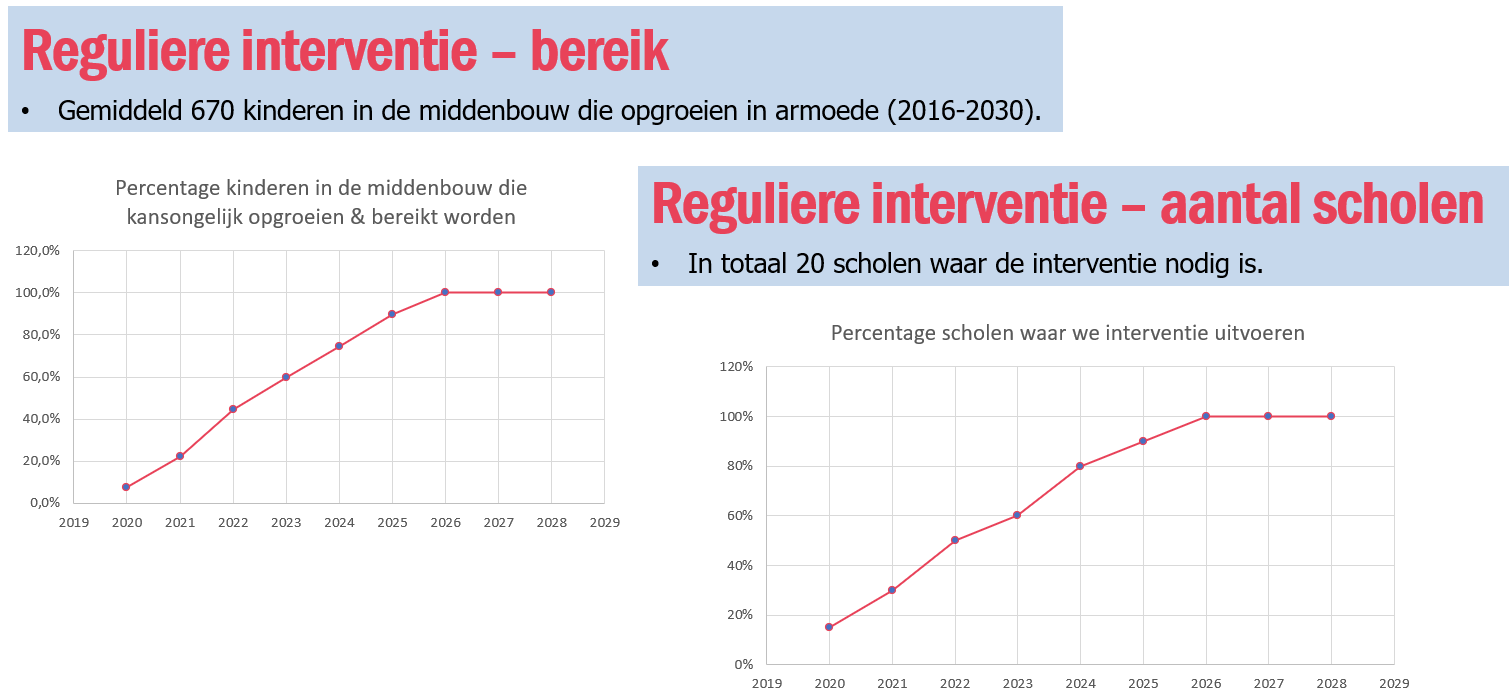 Reguliere interventie – bereik
• Gemiddeld 670 kinderen in de middenbouw die opgroeien in armoede (2016-2030).
Percentage kinderen in de middenbouw die
kansongelijk opgroeien & bereikt worden
120,0%
100,0%
80,0%
60,0%
40,0%
20,0%
0,0%
2019 2020 2021 2022 2023 2024 2025 2026 2027 2028 2029
Reguliere interventie – aantal scholen
• In totaal 20 scholen waar de interventie nodig is.
Percentage scholen waar we interventie uitvoeren
120%
100%
80%
60%
40%
20%
0%
2019 2020 2021 2022 2023 2024 2025 2026 2027 2028 2029